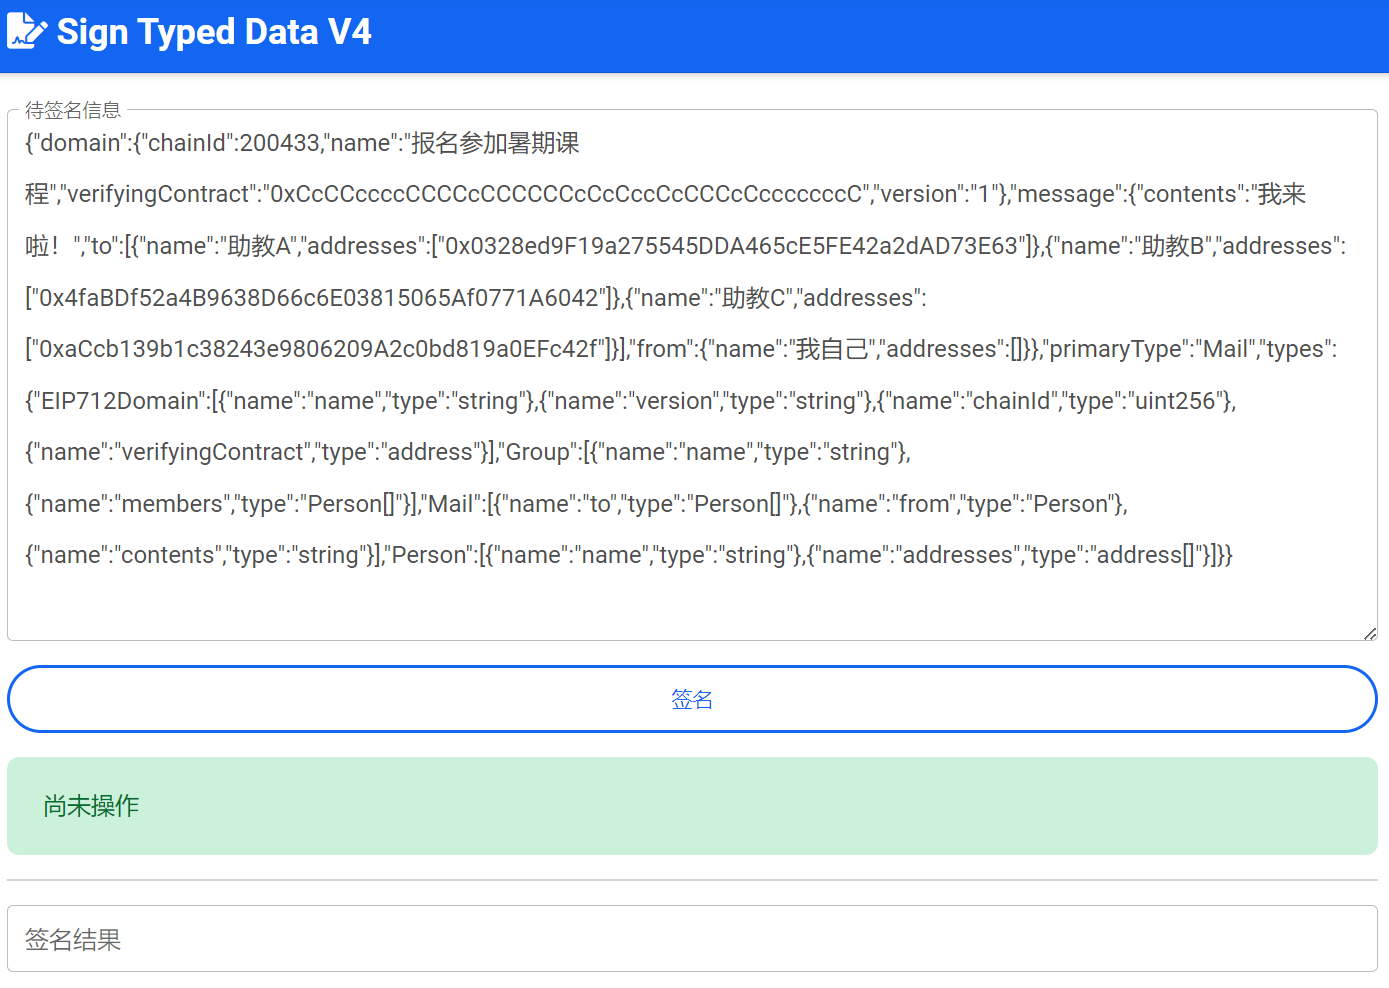 Sign Typed Data V4
待签名信息
{"domain":{"chainId":200433,"name":"报名参加暑期课
程","verifyingContract":"0xCcCCccccCCCCcCCCCCCcCcCccCcCCCcCcccccccC","version":"1"},"message":{"contents":"我来
啦！","to":[{"name":"助教A","addresses":["0x0328ed9F19a275545DDA465cE5FE42a2dAD73E63"]},{"name":"助教B","addresses":
["0x4faBDf52a4B9638D66c6E03815065Af0771A6042"]},{"name":"助教C","addresses":
["0xaCcb139b1c38243e9806209A2c0bd819a0EFc42f"]}],"from":{"name":"我自己","addresses":[]}},"primaryType":"Mail","types":
{"EIP712Domain":[{"name":"name","type":"string"},{"name":"version","type":"string"},{"name":"chainId","type":"uint256"},
{"name":"verifyingContract","type":"address"}],"Group":[{"name":"name","type":"string"},
{"name":"members","type":"Person[]"}],"Mail":[{"name":"to","type":"Person[]"},{"name":"from","type":"Person"},
{"name":"contents","type":"string"}],"Person":[{"name":"name","type":"string"},{"name":"addresses","type":"address[]"}]}}
签名
尚未操作
签名结果